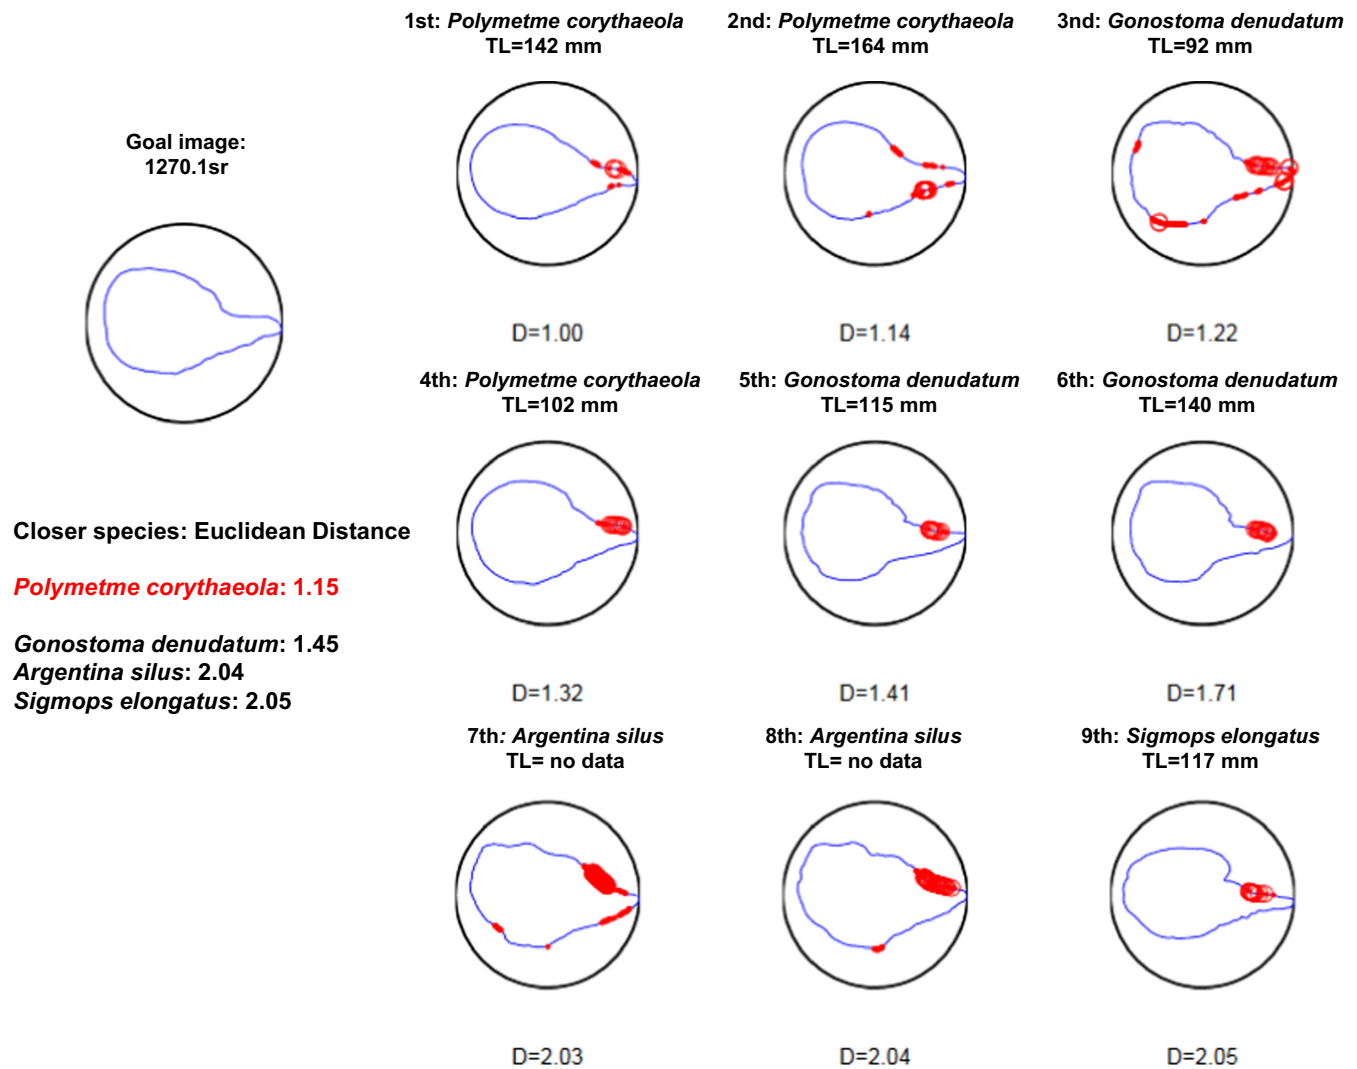 1st: Polymetme corythaeola
TL=142 mm
2nd: Polymetme corythaeola
TL=164 mm
3nd: Gonostoma denudatum
TL=92 mm
Goal image:
1270.1sr
D=1.00
D=1.14
D=1.22
4th: Polymetme corythaeola
TL=102 mm
5th: Gonostoma denudatum
TL=115 mm
6th: Gonostoma denudatum
TL=140 mm
Closer species: Euclidean Distance
Polymetme corythaeola: 1.15
Gonostoma denudatum: 1.45
Argentina silus: 2.04
Sigmops elongatus: 2.05
D=1.32
D=1.41
D=1.71
7th: Argentina silus
TL= no data
8th: Argentina silus
TL= no data
9th: Sigmops elongatus
TL=117 mm
D=2.03
D=2.04
D=2.05